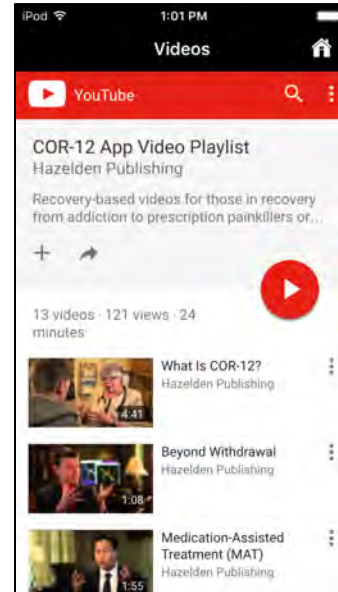 iPod 1:01 PM
Videos
YouTube
COR-12 App Video Playlist
Hazelden Publishing
Recovery-based videos for those in recovery
from addiction to prescription painkillers or...
13 videos · 121 views · 24
minutes
What Is COR-12?
Hazelden Publishing
4:41
Beyond Withdrawal
Hazelden Publishing
1:08
Medication-Assisted
Treatment (MAT)
Hazelden Publishing
1:55